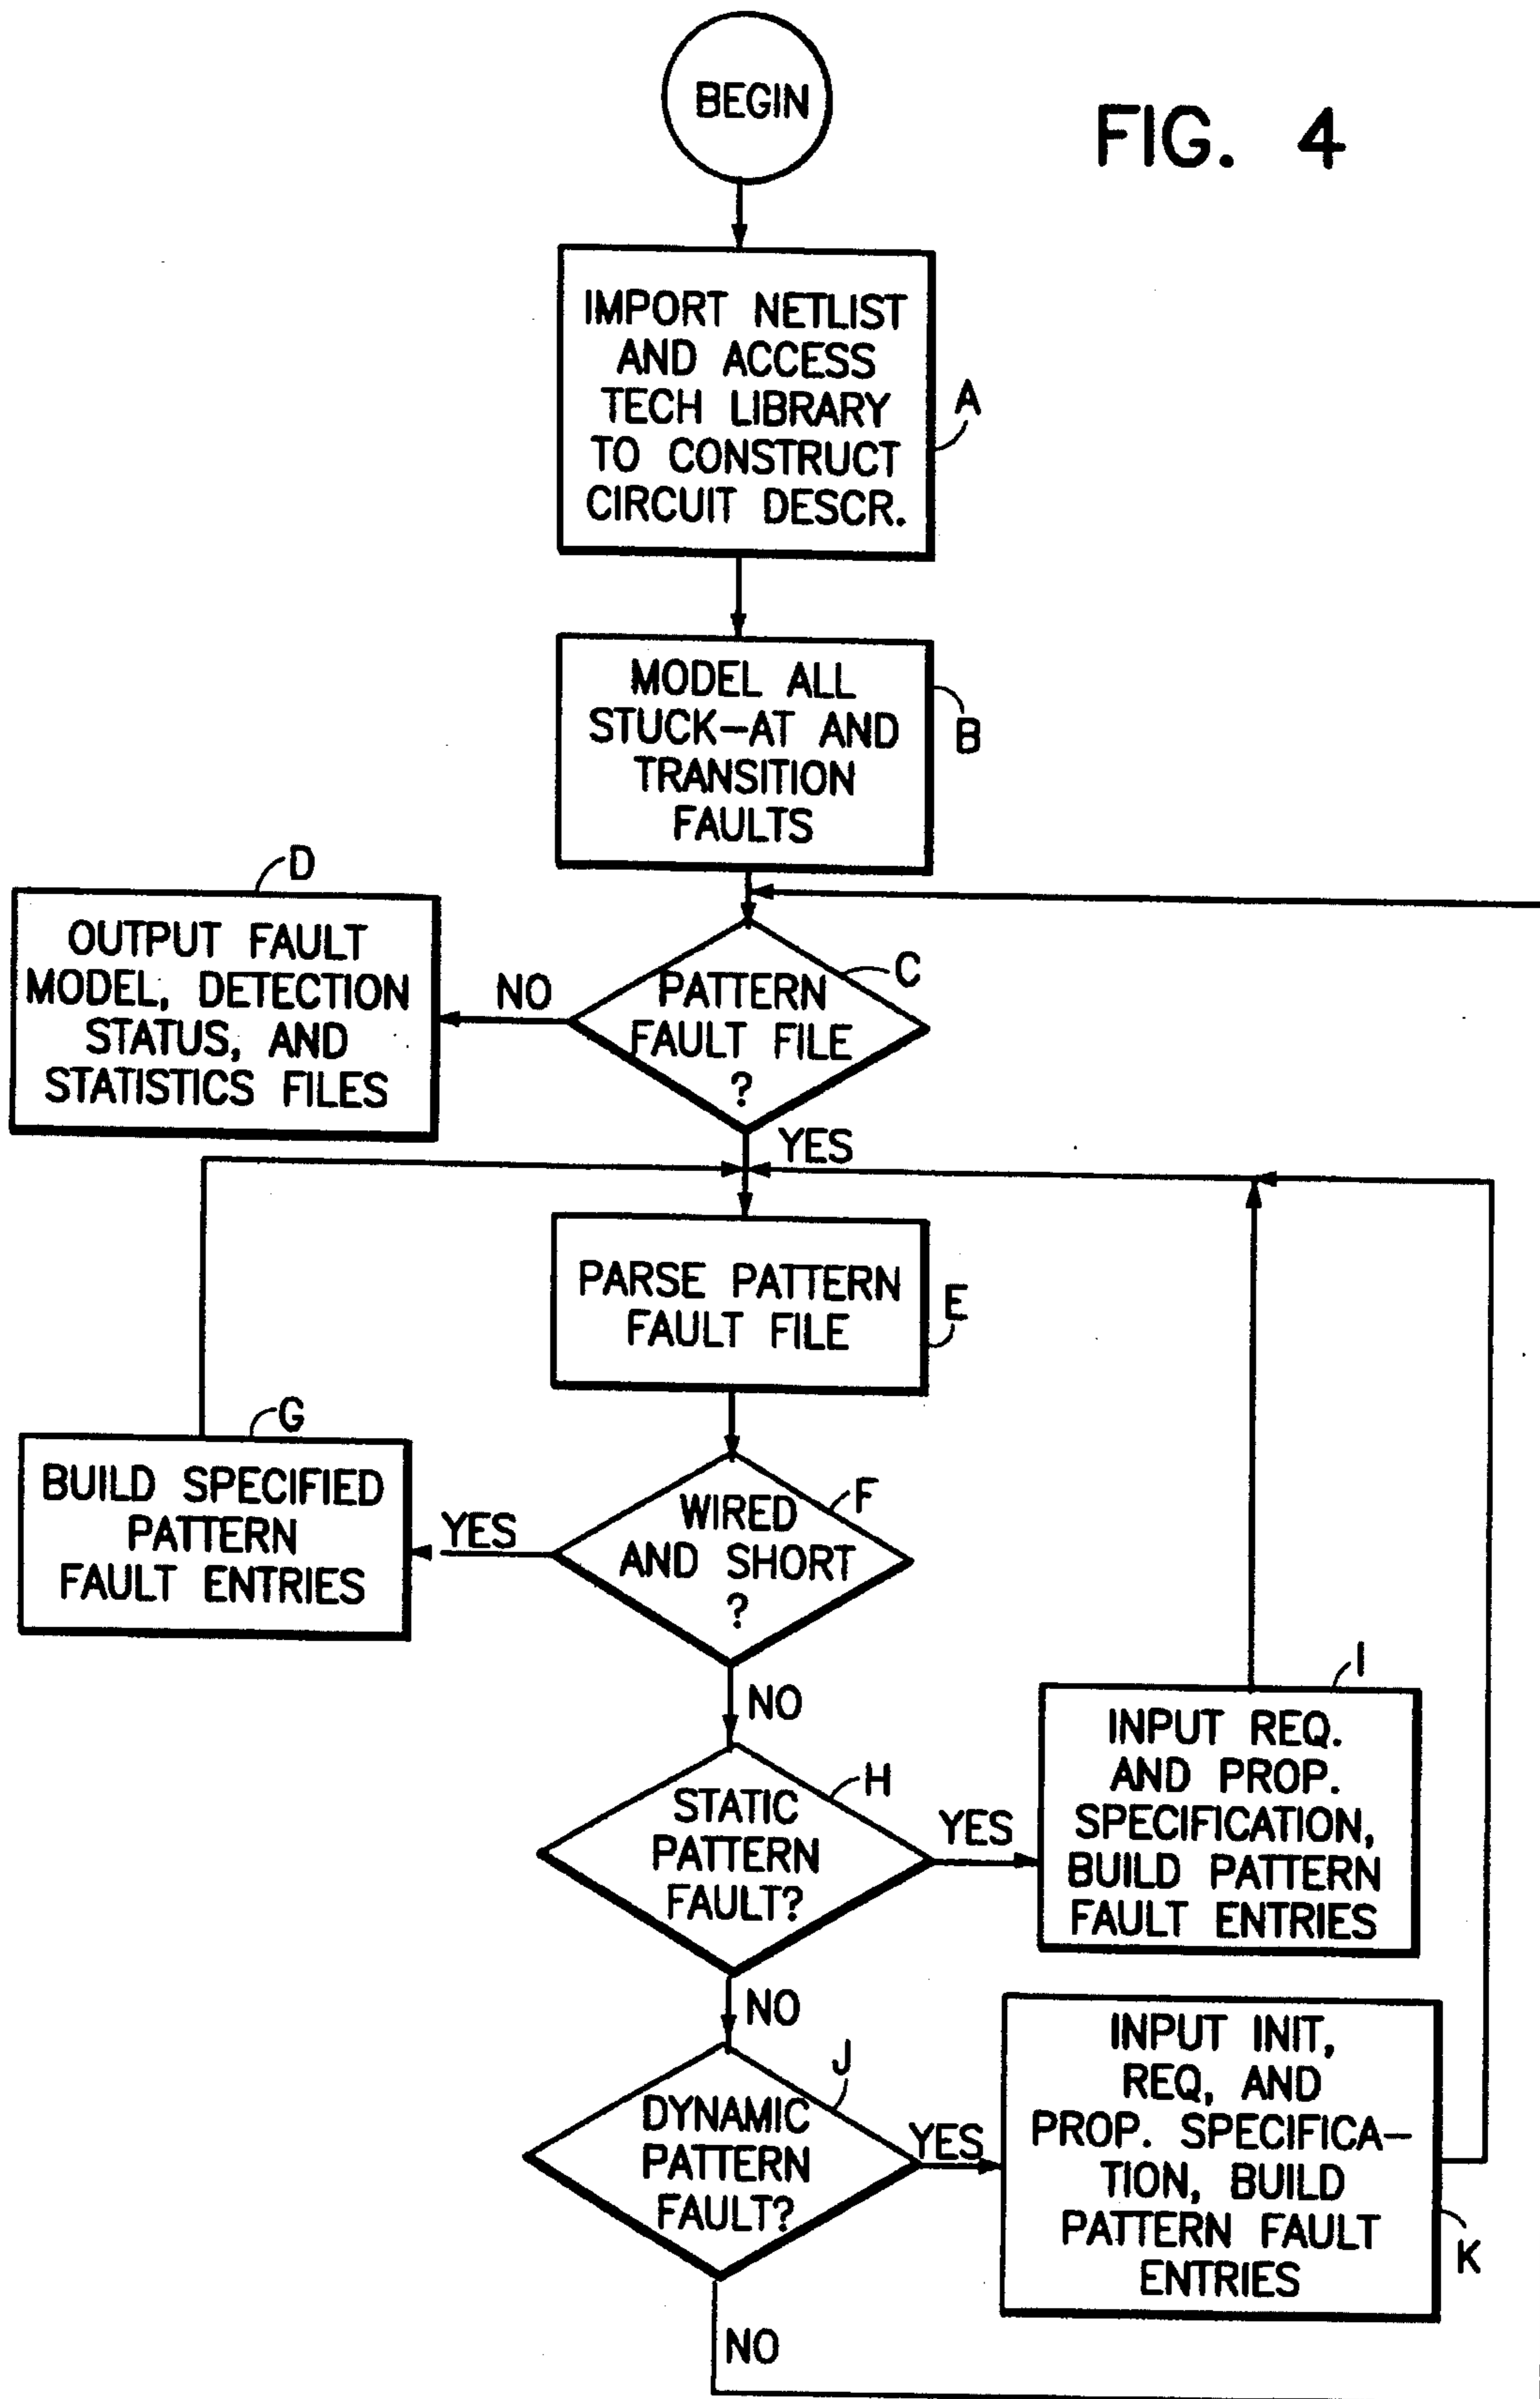 BEGIN
FIG. 4
IMPORT NETLIST
AND ACCESS
TECH LIBRARY
TO CONSTRUCT
CIRCUIT DESCR.
A
MODEL ALL
STUCK-AT AND
TRANSITION
FAULTS
B
D
OUTPUT FAULT
MODEL, DETECTION
STATUS, AND
STATISTICS FILES
NO
C
PATTERN
FAULT FILE
?
YES
PARSE PATTERN
FAULT FILE
E
G
BUILD SPECIFIED
PATTERN
FAULT ENTRIES
YES
F
WIRED
AND SHORT
?
NO
H
STATIC
PATTERN
FAULT?
YES
I
INPUT REQ.
AND PROP.
SPECIFICATION,
BUILD PATTERN
FAULT ENTRIES
NO
J
DYNAMIC
PATTERN
FAULT?
YES
INPUT INIT,
REQ, AND
PROP. SPECIFICA-
TION, BUILD
PATTERN FAULT
ENTRIES
K
NO